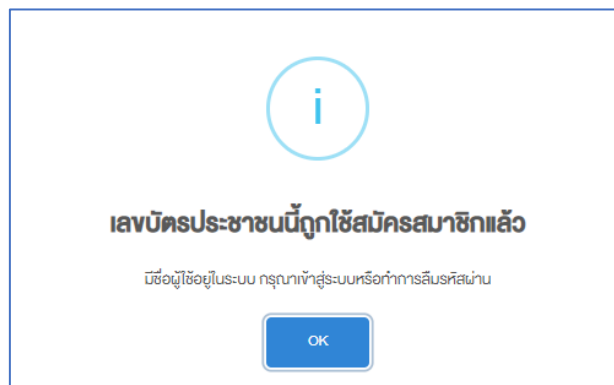 เลขบัตรประชาชนนี้ถูกใช้สมัครสมาชิกแล้ว
มีชื่อผู้ใช้อยู่ในระบบ กรุณาเข้าสู่ระบบหรือทำการลืมรหัสผ่าน
OK